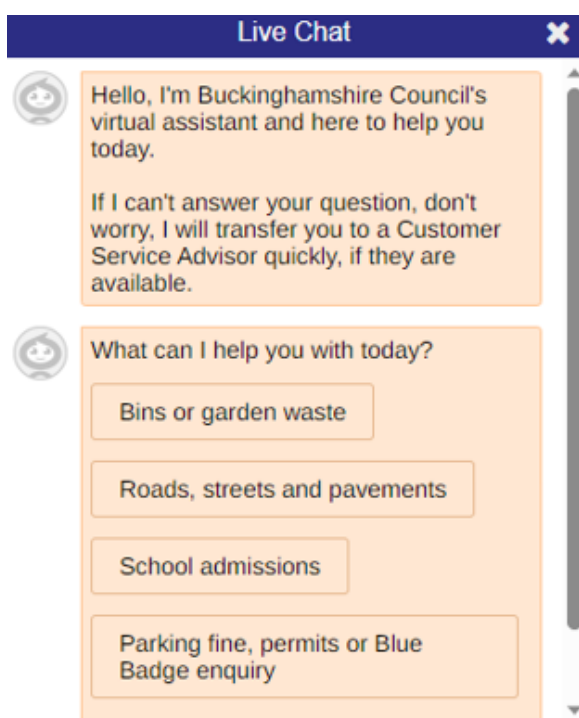 Live Chat
Hello, I'm Buckinghamshire Council's
virtual assistant and here to help you
today.
If I can't answer your question, don't
worry, I will transfer you to a Customer
Service Advisor quickly, if they are
available.
What can I help you with today?
Bins or garden waste
Roads, streets and pavements
School admissions
Parking fine, permits or Blue
Badge enquiry